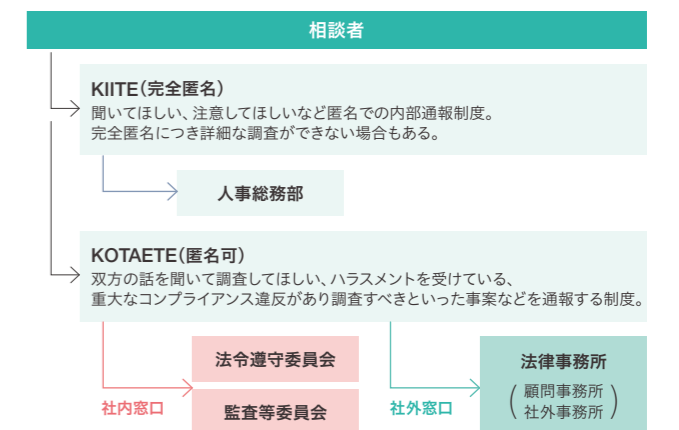 相談者
KIITE(完全匿名)
聞いてほしい、注意してほしいなど匿名での内部通報制度。
完全匿名につき詳細な調査ができない場合もある。
人事総務部
KOTAETE(匿名可)
双方の話を聞いて調査してほしい、ハラスメントを受けている、
重大なコンプライアンス違反があり調査すべきといった事案などを通報する制度。
社内窓口
法令遵守委員会
監査等委員会
社外窓口
法律事務所
(顧問事務所
社外事務所)